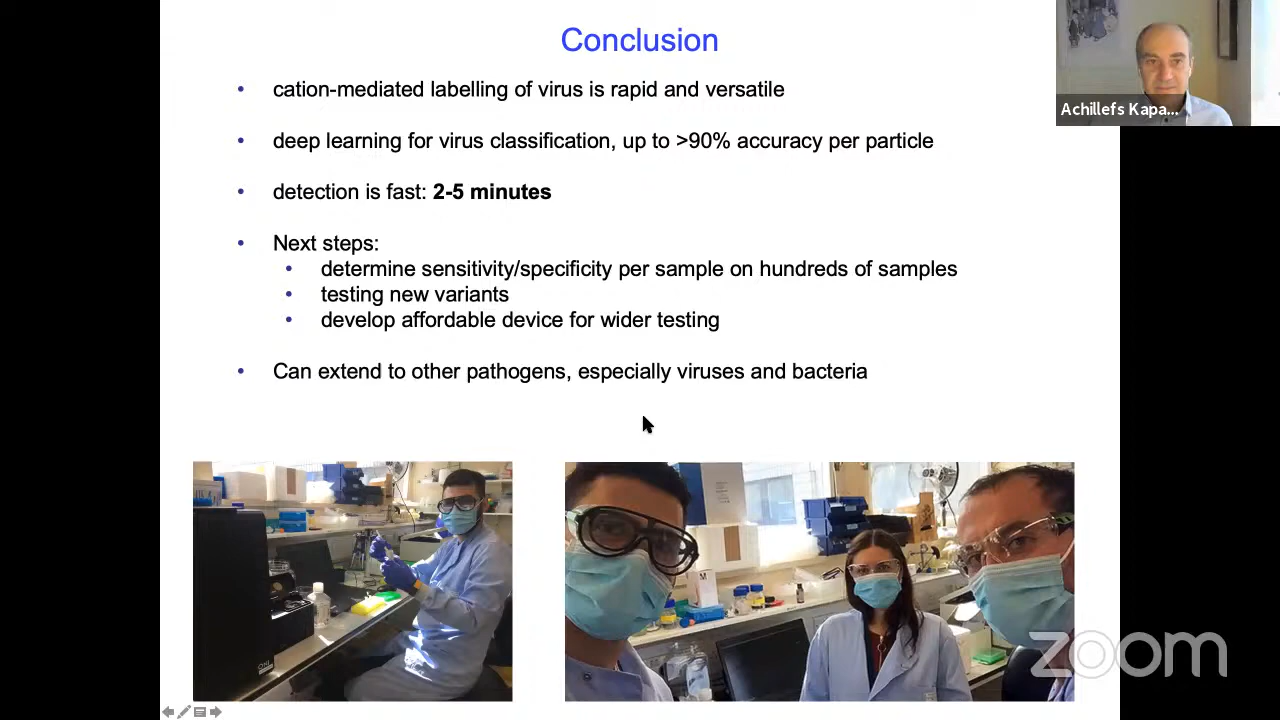 Conclusion
Achillefs Kapa...
• cation-mediated labelling of virus is rapid and versatile
• deep learning for virus classification, up to >90% accuracy per particle
• detection is fast: 2-5 minutes
• Next steps:
• determine sensitivity/specificity per sample on hundreds of samples
• testing new variants
• develop affordable device for wider testing
• Can extend to other pathogens, especially viruses and bacteria
ONI
M
zoom